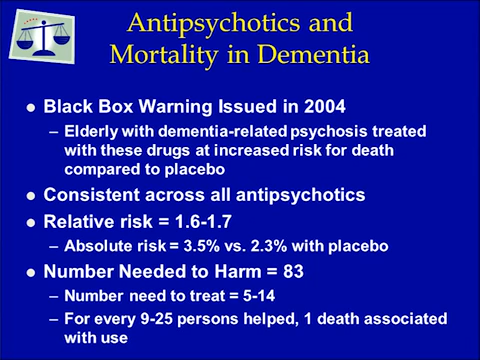 Antipsychotics and
Mortality in Dementia
● Black Box Warning Issued in 2004
– Elderly with dementia-related psychosis treated
with these drugs at increased risk for death
compared to placebo
● Consistent across all antipsychotics
● Relative risk = 1.6-1.7
– Absolute risk = 3.5% vs. 2.3% with placebo
● Number Needed to Harm = 83
– Number need to treat = 5-14
– For every 9-25 persons helped, 1 death associated
with use